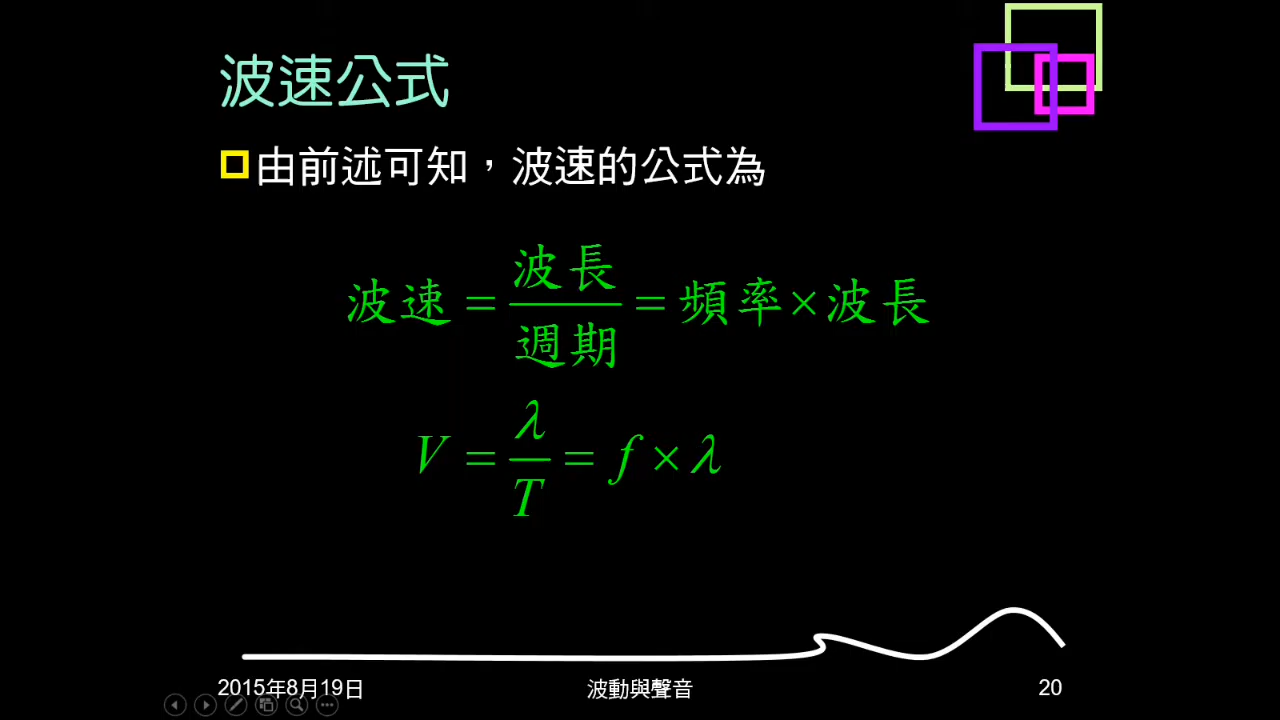 波速公式
由前述可知，波速的公式為
波速 = 波長/週期 = 頻率×波長
V = λ/T = f × λ
2015年8月19日 波動與聲音 20